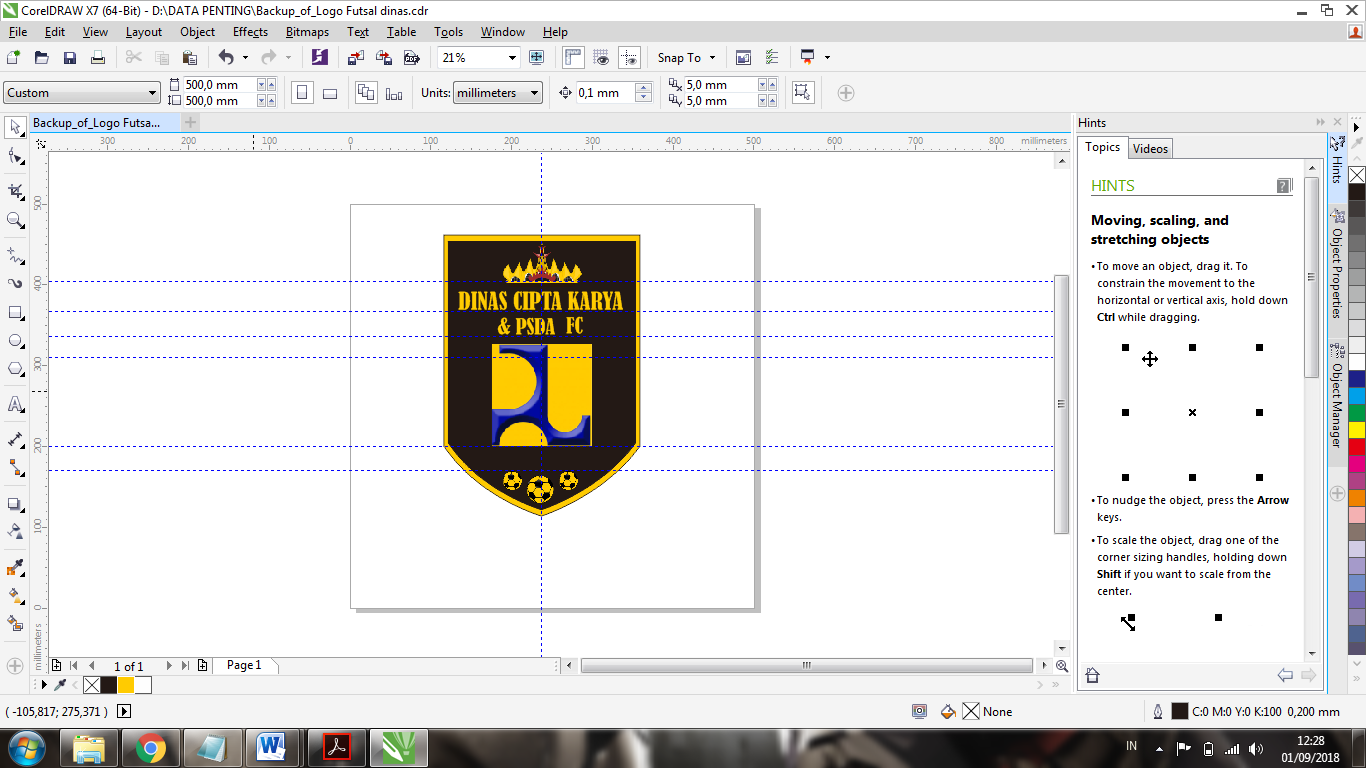 CorelDRAW X7 (64-Bit) - D:\DATA PENTING\Backup_of_Logo Futsal dinas.cdr
File Edit View Layout Object Effects Bitmaps Text Table Tools Window Help
21% Snap To
Custom 500,0 mm 500,0 mm Units: millimeters 0,1 mm 5,0 mm 5,0 mm
Backup_of_Logo Futsa...
300 200 100 0 100 200 300 400 500 600 700 800 millimeters
500
400
300
200
100
0
millimeters
DINAS CIPTA KARYA
& PSDA FC
Hints
Topics Videos
HINTS
Moving, scaling, and
stretching objects
• To move an object, drag it. To
constrain the movement to the
horizontal or vertical axis, hold down
Ctrl while dragging.
• To nudge the object, press the Arrow
keys.
• To scale the object, drag one of the
corner sizing handles, holding down
Shift if you want to scale from the
center.
Hints
Object Properties
Object Manager
1 of 1 Page 1
( -105,817; 275,371 ) None C:0 M:0 Y:0 K:100 0,200 mm
IN 12:28
01/09/2018